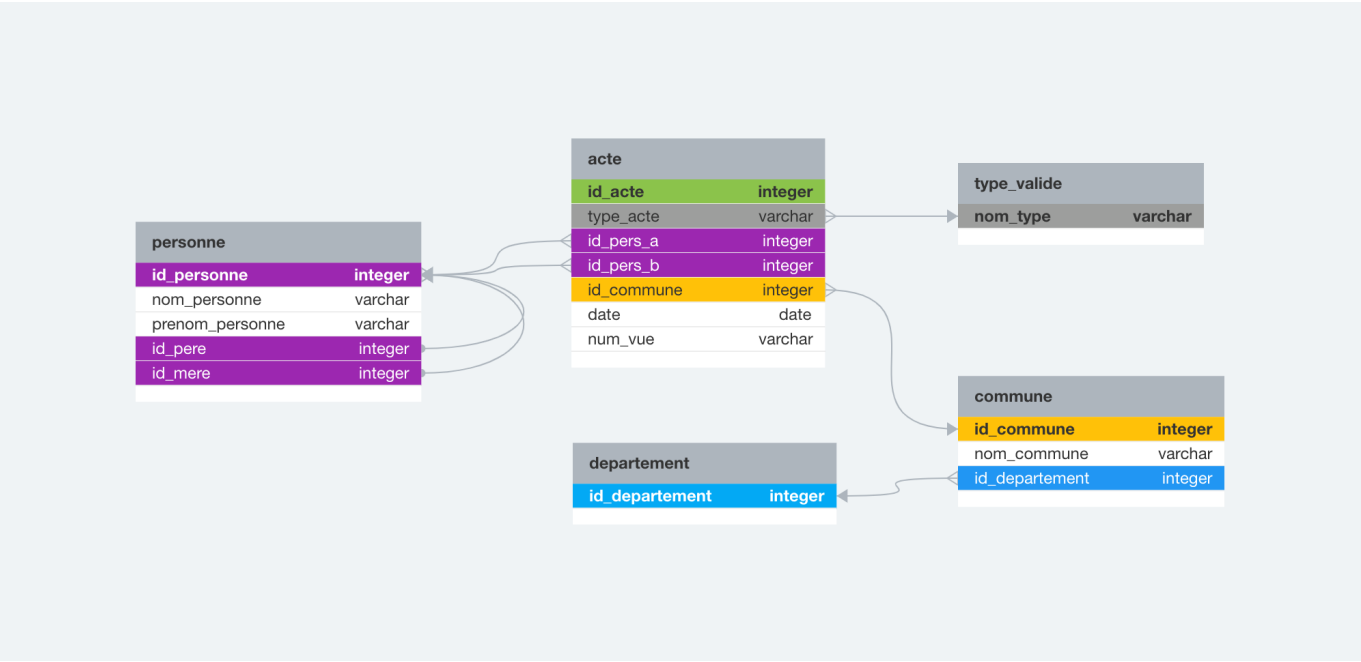 personne
id_personne integer
nom_personne varchar
prenom_personne varchar
id_pere integer
id_mere integer
acte
id_acte integer
type_acte varchar
id_pers_a integer
id_pers_b integer
id_commune integer
date date
num_vue varchar
type_valide
nom_type varchar
departement
id_departement integer
commune
id_commune integer
nom_commune varchar
id_departement integer